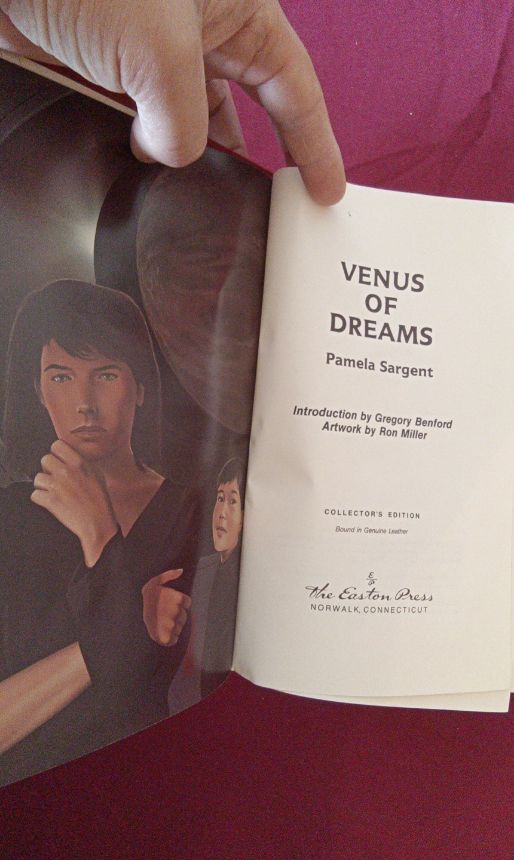 VENUS
OF
DREAMS
Pamela Sargent
Introduction by Gregory Benford
Artwork by Ron Miller
COLLECTOR'S EDITION
Bound in Genuine Leather
E
P
The Easton Press
NORWALK, CONNECTICUT